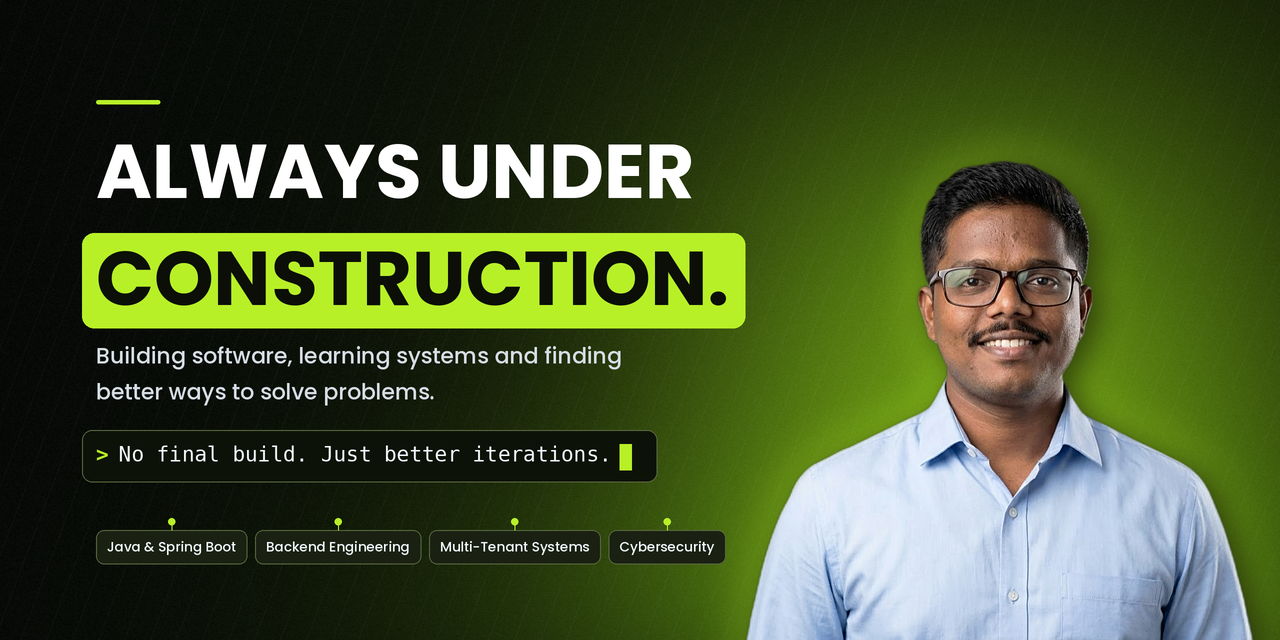 ALWAYS UNDER
CONSTRUCTION.
Building software, learning systems and finding
better ways to solve problems.
> No final build. Just better iterations.
Java & Spring Boot
Backend Engineering
Multi-Tenant Systems
Cybersecurity